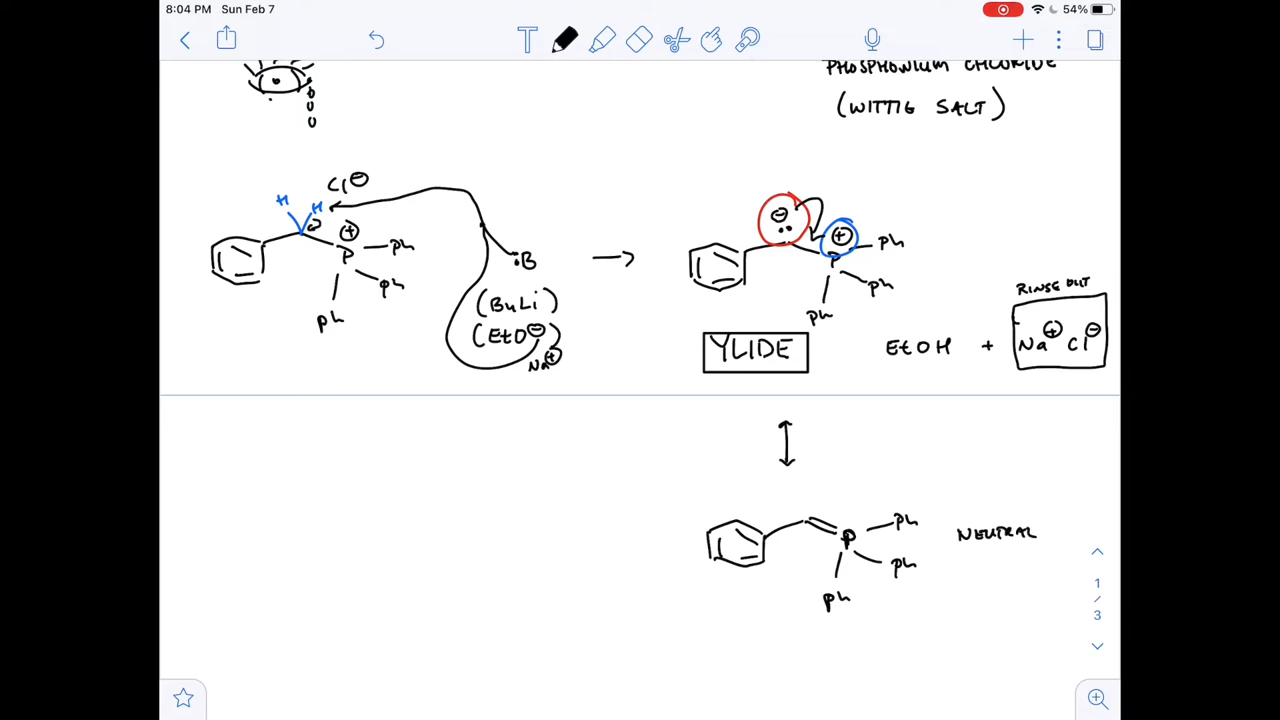 8:04 PM Sun Feb 7
54%
T
PHOSPHONIUM CHLORIDE
(WITTIG SALT)
Cl⊖
H H
⊕
P Ph
Ph
Ph
:B
(BuLi)
(EtO⊖)
Na⊕
⊖
⊕
P Ph
Ph
Ph
YLIDE
EtOH +
RINSE OUT
Na⊕ Cl⊖
P Ph
Ph
Ph
NEUTRAL
1
/
3